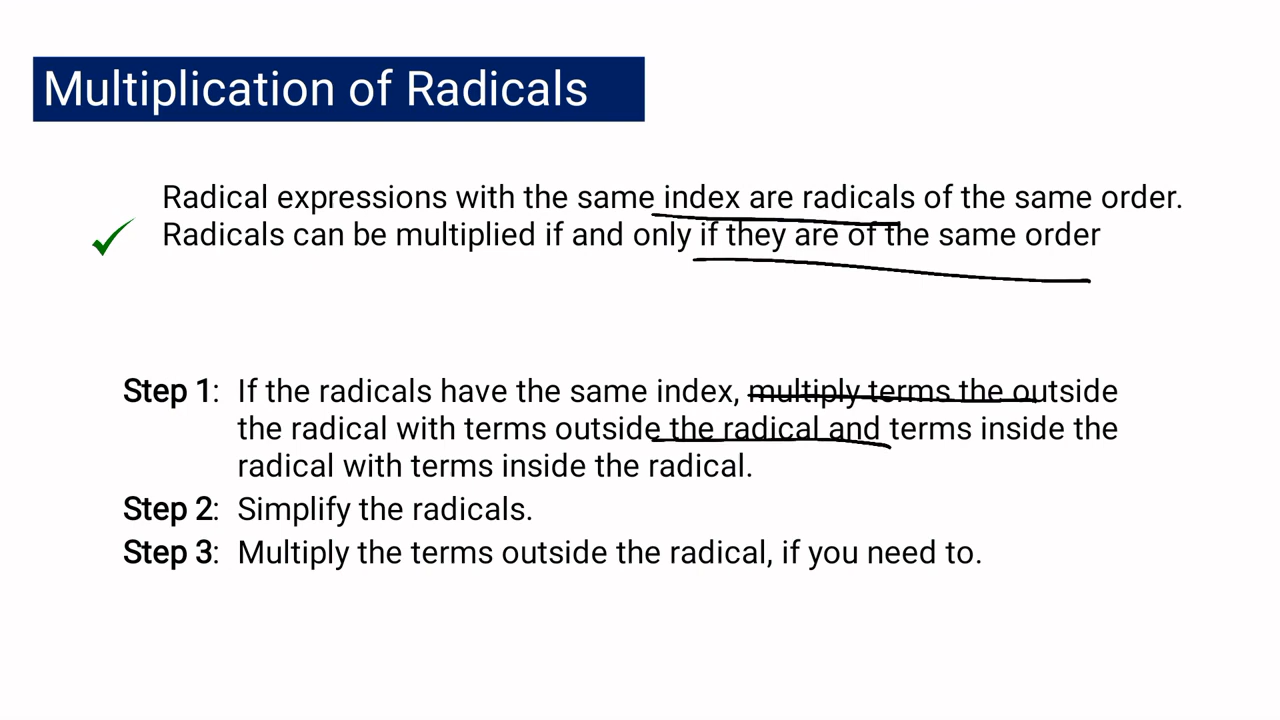 Multiplication of Radicals
Radical expressions with the same index are radicals of the same order.
Radicals can be multiplied if and only if they are of the same order
Step 1: If the radicals have the same index, multiply terms the outside
the radical with terms outside the radical and terms inside the
radical with terms inside the radical.
Step 2: Simplify the radicals.
Step 3: Multiply the terms outside the radical, if you need to.